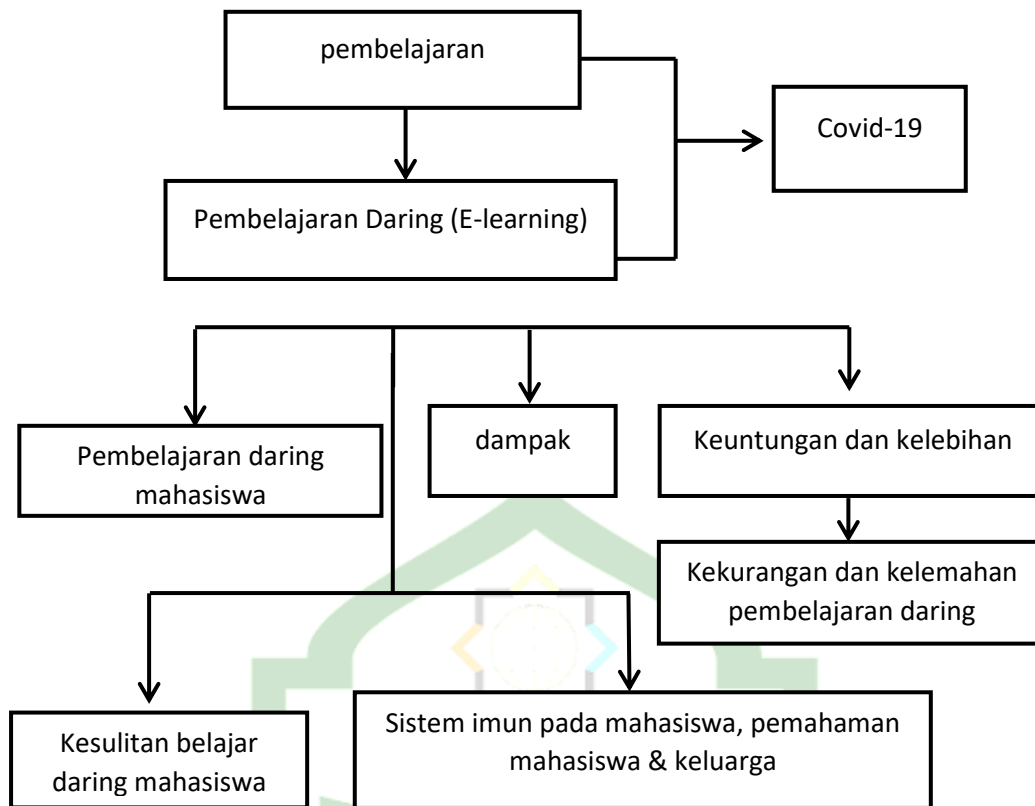 pembelajaran
Covid-19
Pembelajaran Daring (E-learning)
Pembelajaran daring
mahasiswa
dampak
Keuntungan dan kelebihan
Kekurangan dan kelemahan
pembelajaran daring
Kesulitan belajar
daring mahasiswa
Sistem imun pada mahasiswa, pemahaman
mahasiswa & keluarga